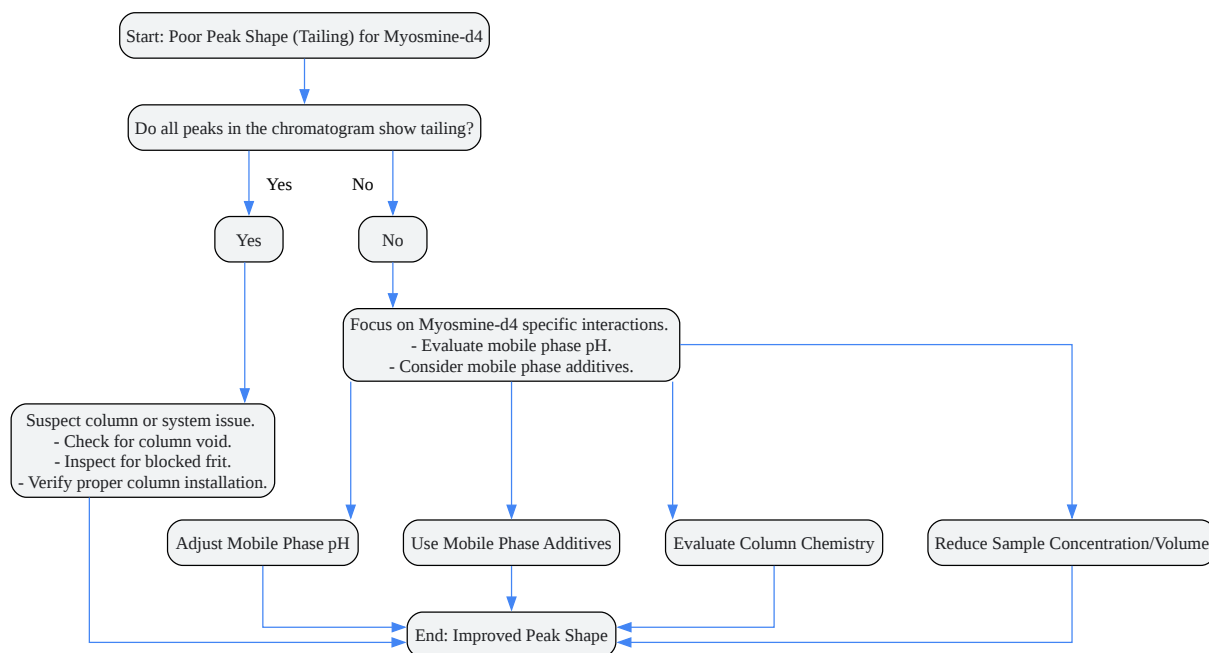 Start: Poor Peak Shape (Tailing) for Myosmine-d4
Do all peaks in the chromatogram show tailing?
Yes
No
Yes
No
Focus on Myosmine-d4 specific interactions.
- Evaluate mobile phase pH.
- Consider mobile phase additives.
Suspect column or system issue.
- Check for column void.
- Inspect for blocked frit.
- Verify proper column installation.
Adjust Mobile Phase pH
Use Mobile Phase Additives
Evaluate Column Chemistry
Reduce Sample Concentration/Volume
End: Improved Peak Shape